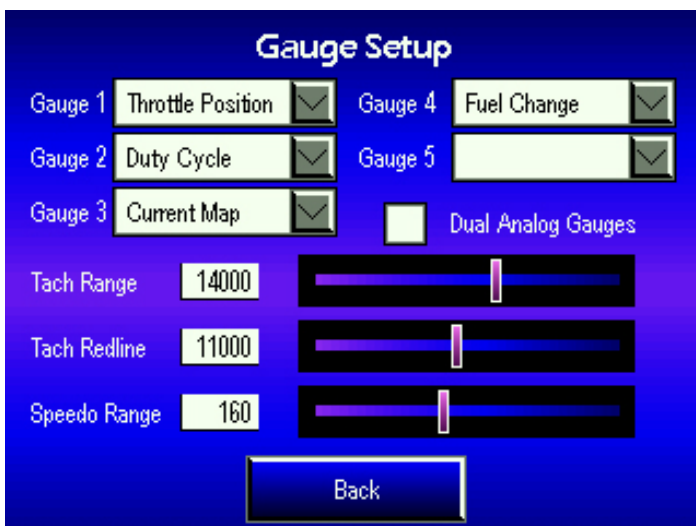 Gauge Setup
Gauge 1 Throttle Position Gauge 4 Fuel Change
Gauge 2 Duty Cycle Gauge 5
Gauge 3 Current Map Dual Analog Gauges
Tach Range 14000
Tach Redline 11000
Speedo Range 160
Back